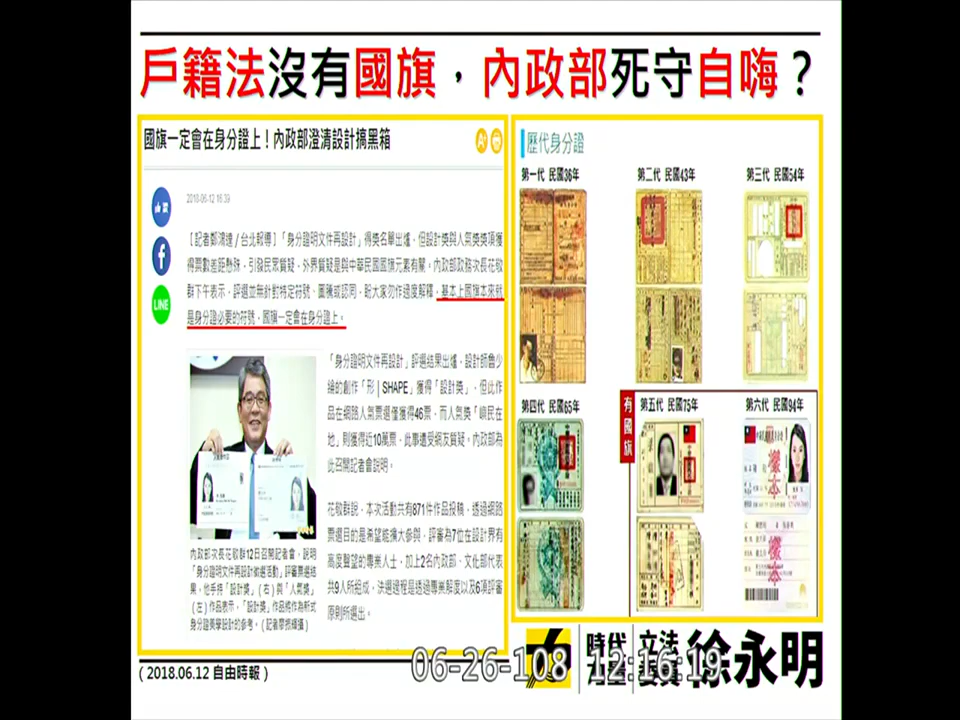 戶籍法沒有國旗，內政部死守自嗨？
國旗一定會在身分證上！內政部澄清設計搞黑箱
2018-06-12 16:39
〔記者鄭鴻達／台北報導〕「身分證明文件再設計」得獎名單出爐，但設計獎與人氣獎獎項獲
得票數差距懸殊，引發民眾質疑，外界質疑是與中華民國國旗元素有關。內政部政務次長花敬
群下午表示，評選並無針對特定符號、圖騰或認同，盼大家勿作過度解釋，基本上國旗本來就
是身分證必要的符號，國旗一定會在身分證上。
LINE
「身分證明文件再設計」評選結果出爐，設計師魯少
綸的創作「形│SHAPE」獲得「設計獎」，但此作
品在網路人氣票選僅獲得46票，而人氣獎「嶼民在
地」則獲得近10萬票，此事遭受網友質疑，內政部為
此召開記者會說明。
花敬群說，本次活動共有871件作品投稿，透過網路
票選目的是希望能擴大參與，評審為7位在設計界有
高度聲望的專業人士，加上2名內政部、文化部代表
共9人所組成，決選過程是透過專業解度以及6項評審
原則所選出。
內政部次長花敬群12日召開記者會，說明
「身分證明文件再設計徵選活動」評審票選結
果，他手持「設計獎」（右）與「人氣獎」
（左）作品表示，「設計獎」作品將作為新式
身分證美學設計的參考。（記者廖振輝攝）
（2018.06.12 自由時報）
歷代身分證
第一代 民國36年
第二代 民國43年
第三代 民國54年
第四代 民國65年
有國旗
第五代 民國75年
第六代 民國94年
樣本
樣本
時代
力量
立法
委員
徐永明
06-26-108 12:16:19